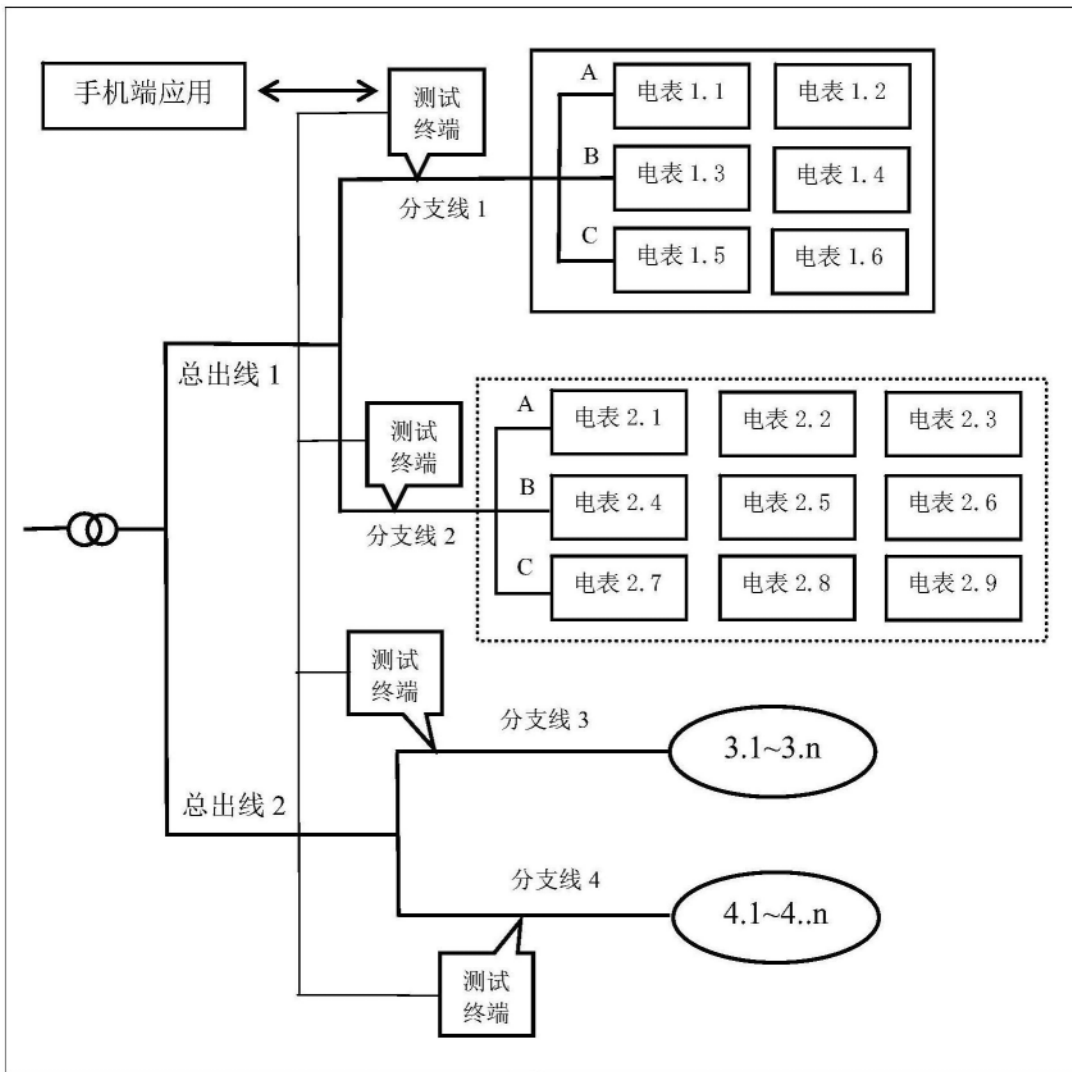 手机端应用
测试
终端
分支线 1
A
电表 1.1
电表 1.2
B
电表 1.3
电表 1.4
C
电表 1.5
电表 1.6
总出线 1
测试
终端
分支线 2
A
电表 2.1
电表 2.2
电表 2.3
B
电表 2.4
电表 2.5
电表 2.6
C
电表 2.7
电表 2.8
电表 2.9
测试
终端
分支线 3
3.1~3.n
总出线 2
分支线 4
4.1~4..n
测试
终端